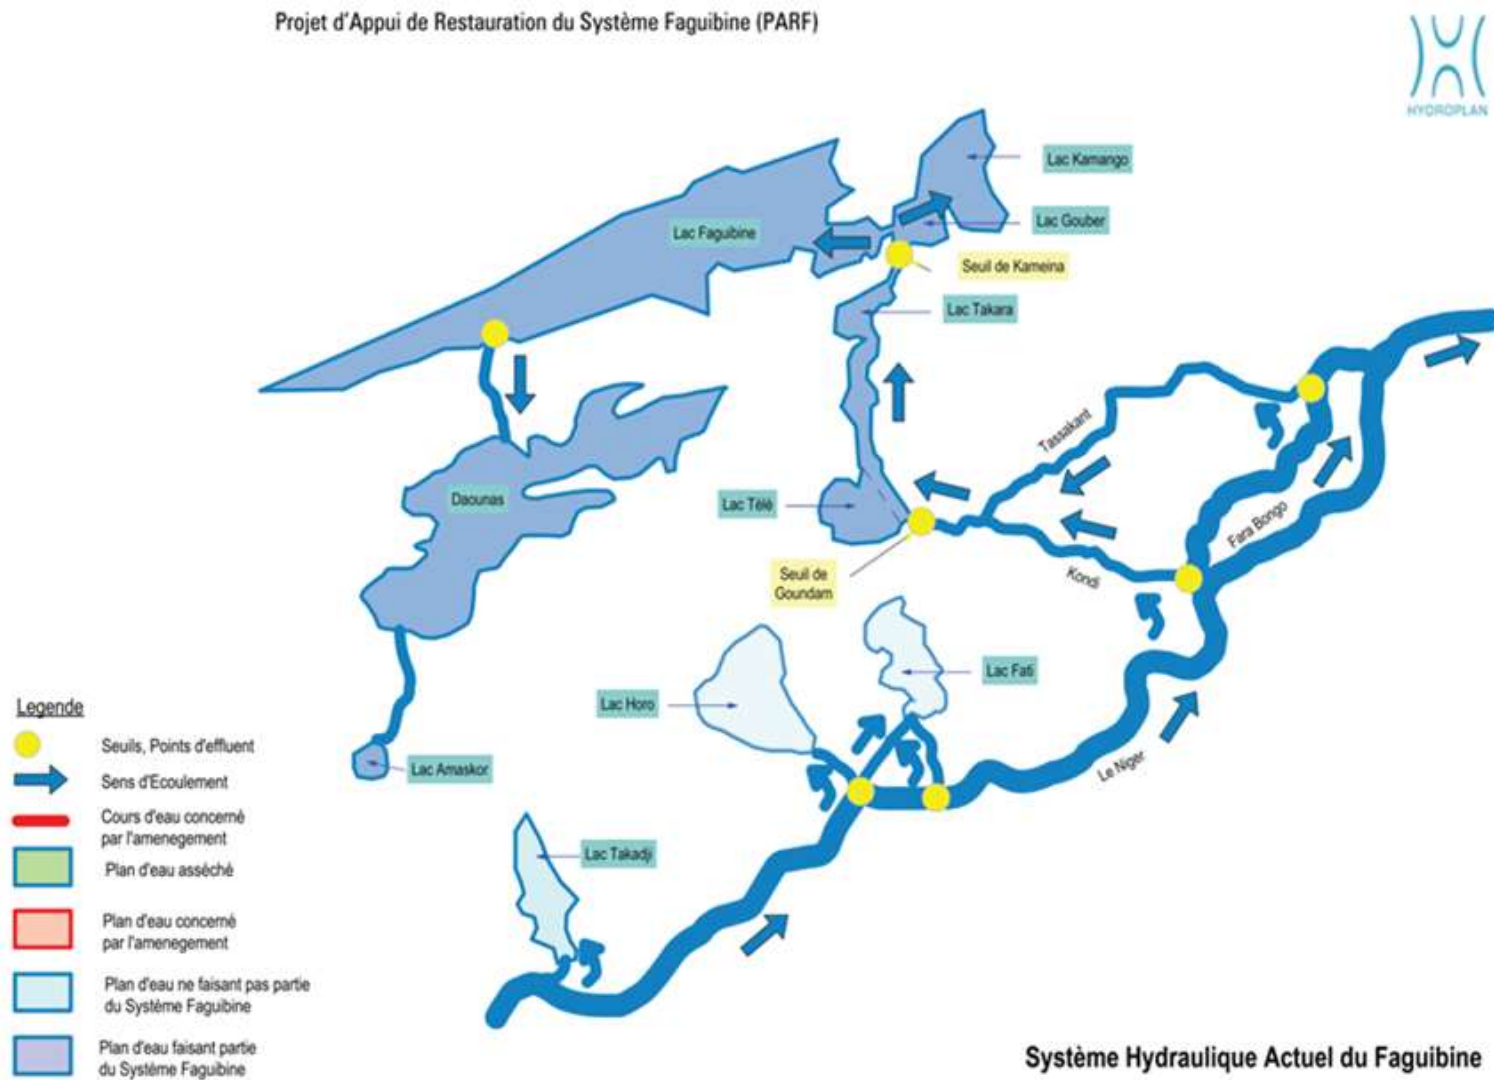 Projet d'Appui de Restauration du Système Faguibine (PARF)
HYDROPLAN
Lac Kamango
Lac Gouber
Lac Faguibine
Seuil de Kameina
Lac Takara
Tassakant
Daounas
Lac Télé
Fara Bongo
Seuil de
Goundam
Kondi
Lac Fati
Lac Horo
Le Niger
Lac Amaskor
Lac Takadji
Legende
Seuils, Points d'effluent
Sens d'Ecoulement
Cours d'eau concerné
par l'amenegement
Plan d'eau asséché
Plan d'eau concerné
par l'amenegement
Plan d'eau ne faisant pas partie
du Système Faguibine
Plan d'eau faisant partie
du Système Faguibine
Système Hydraulique Actuel du Faguibine